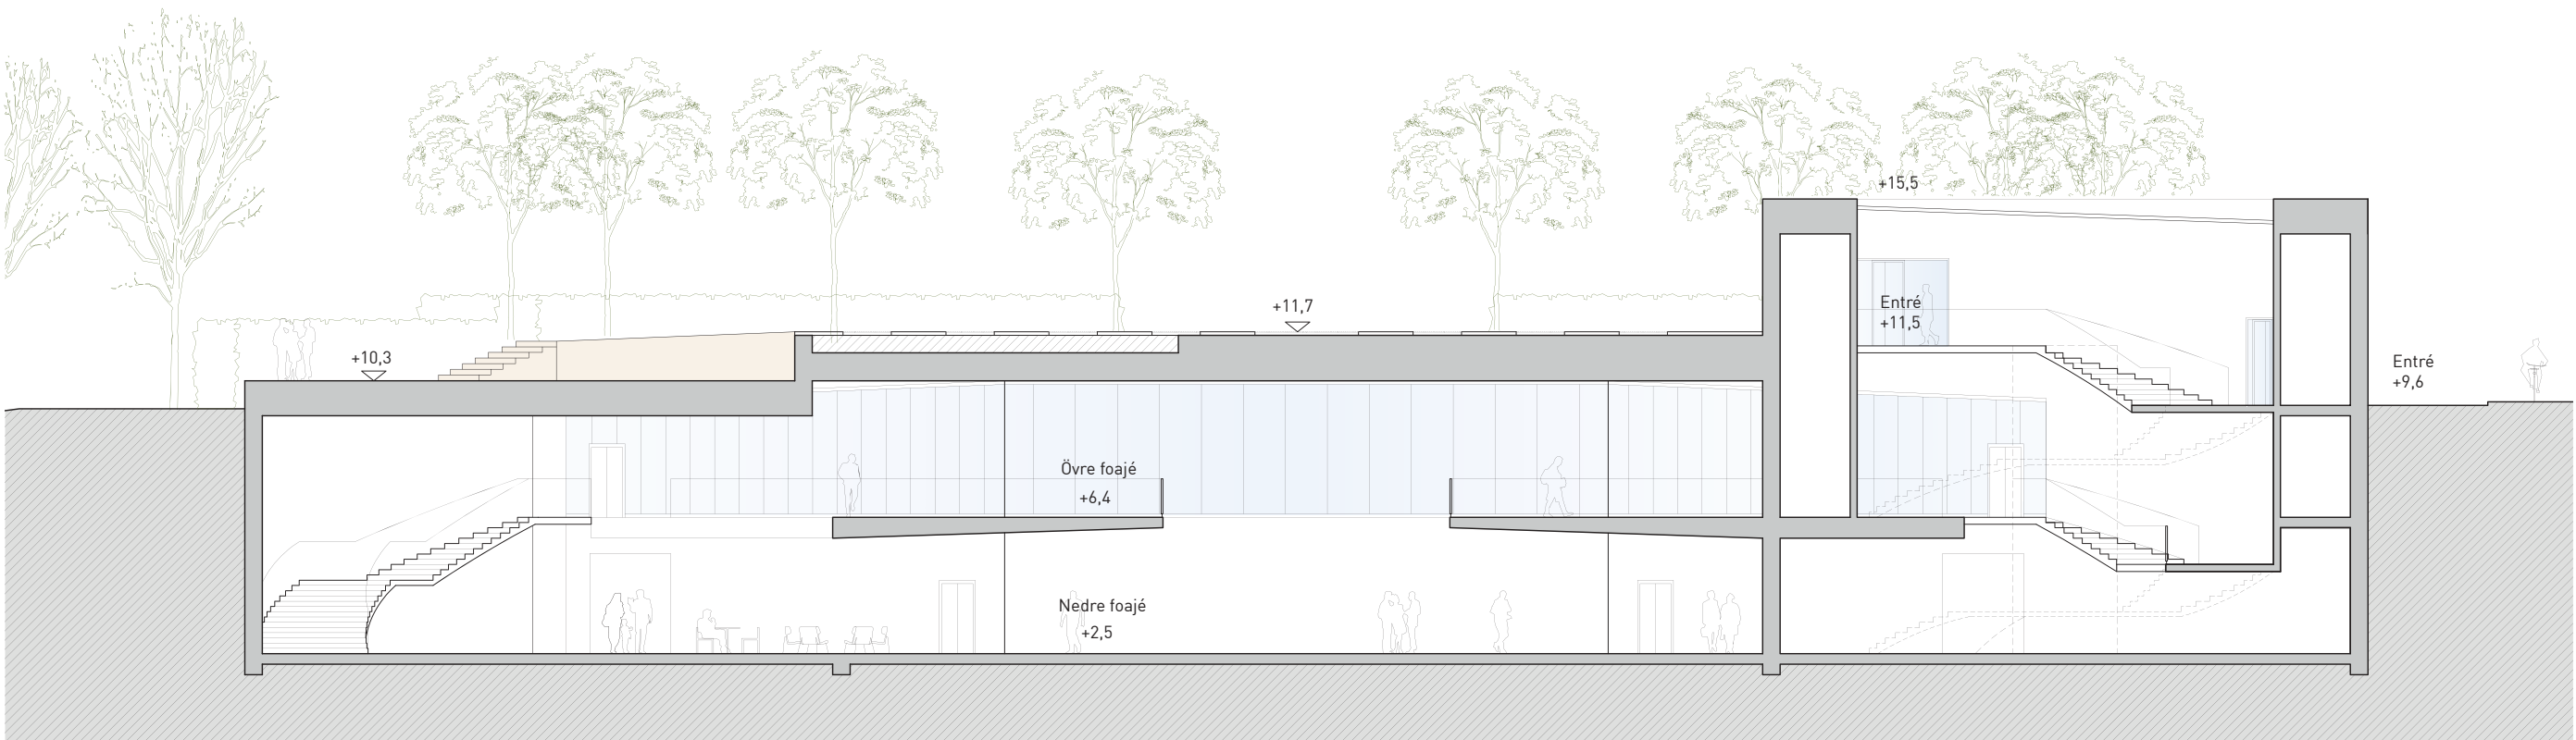 +15,5
Entré
+11,5
+11,7
+10,3
Entré
+9,6
Övre foajé
+6,4
Nedre foajé
+2,5